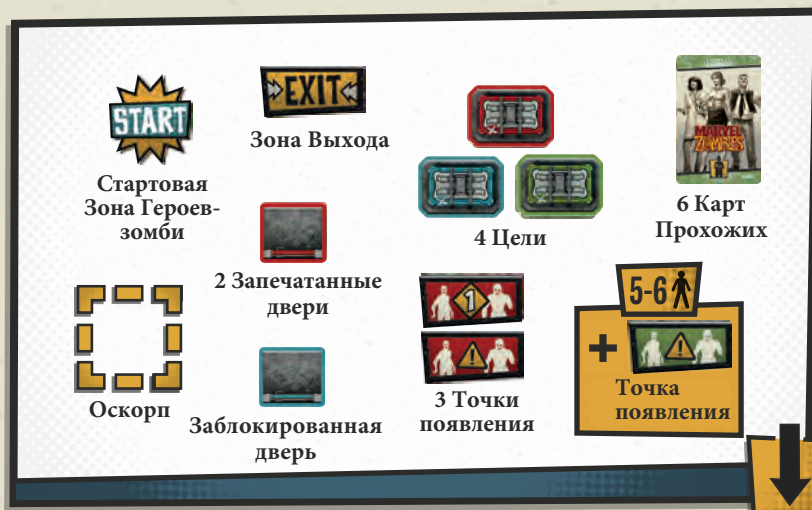 START
Стартовая
Зона Героев-
зомби
EXIT
Зона Выхода
4 Цели
MARVEL
ZOMBIES
6 Карт
Прохожих
2 Запечатанные
двери
Оскорп
Заблокированная
дверь
1
3 Точки
появления
5-6
+
Точка
появления